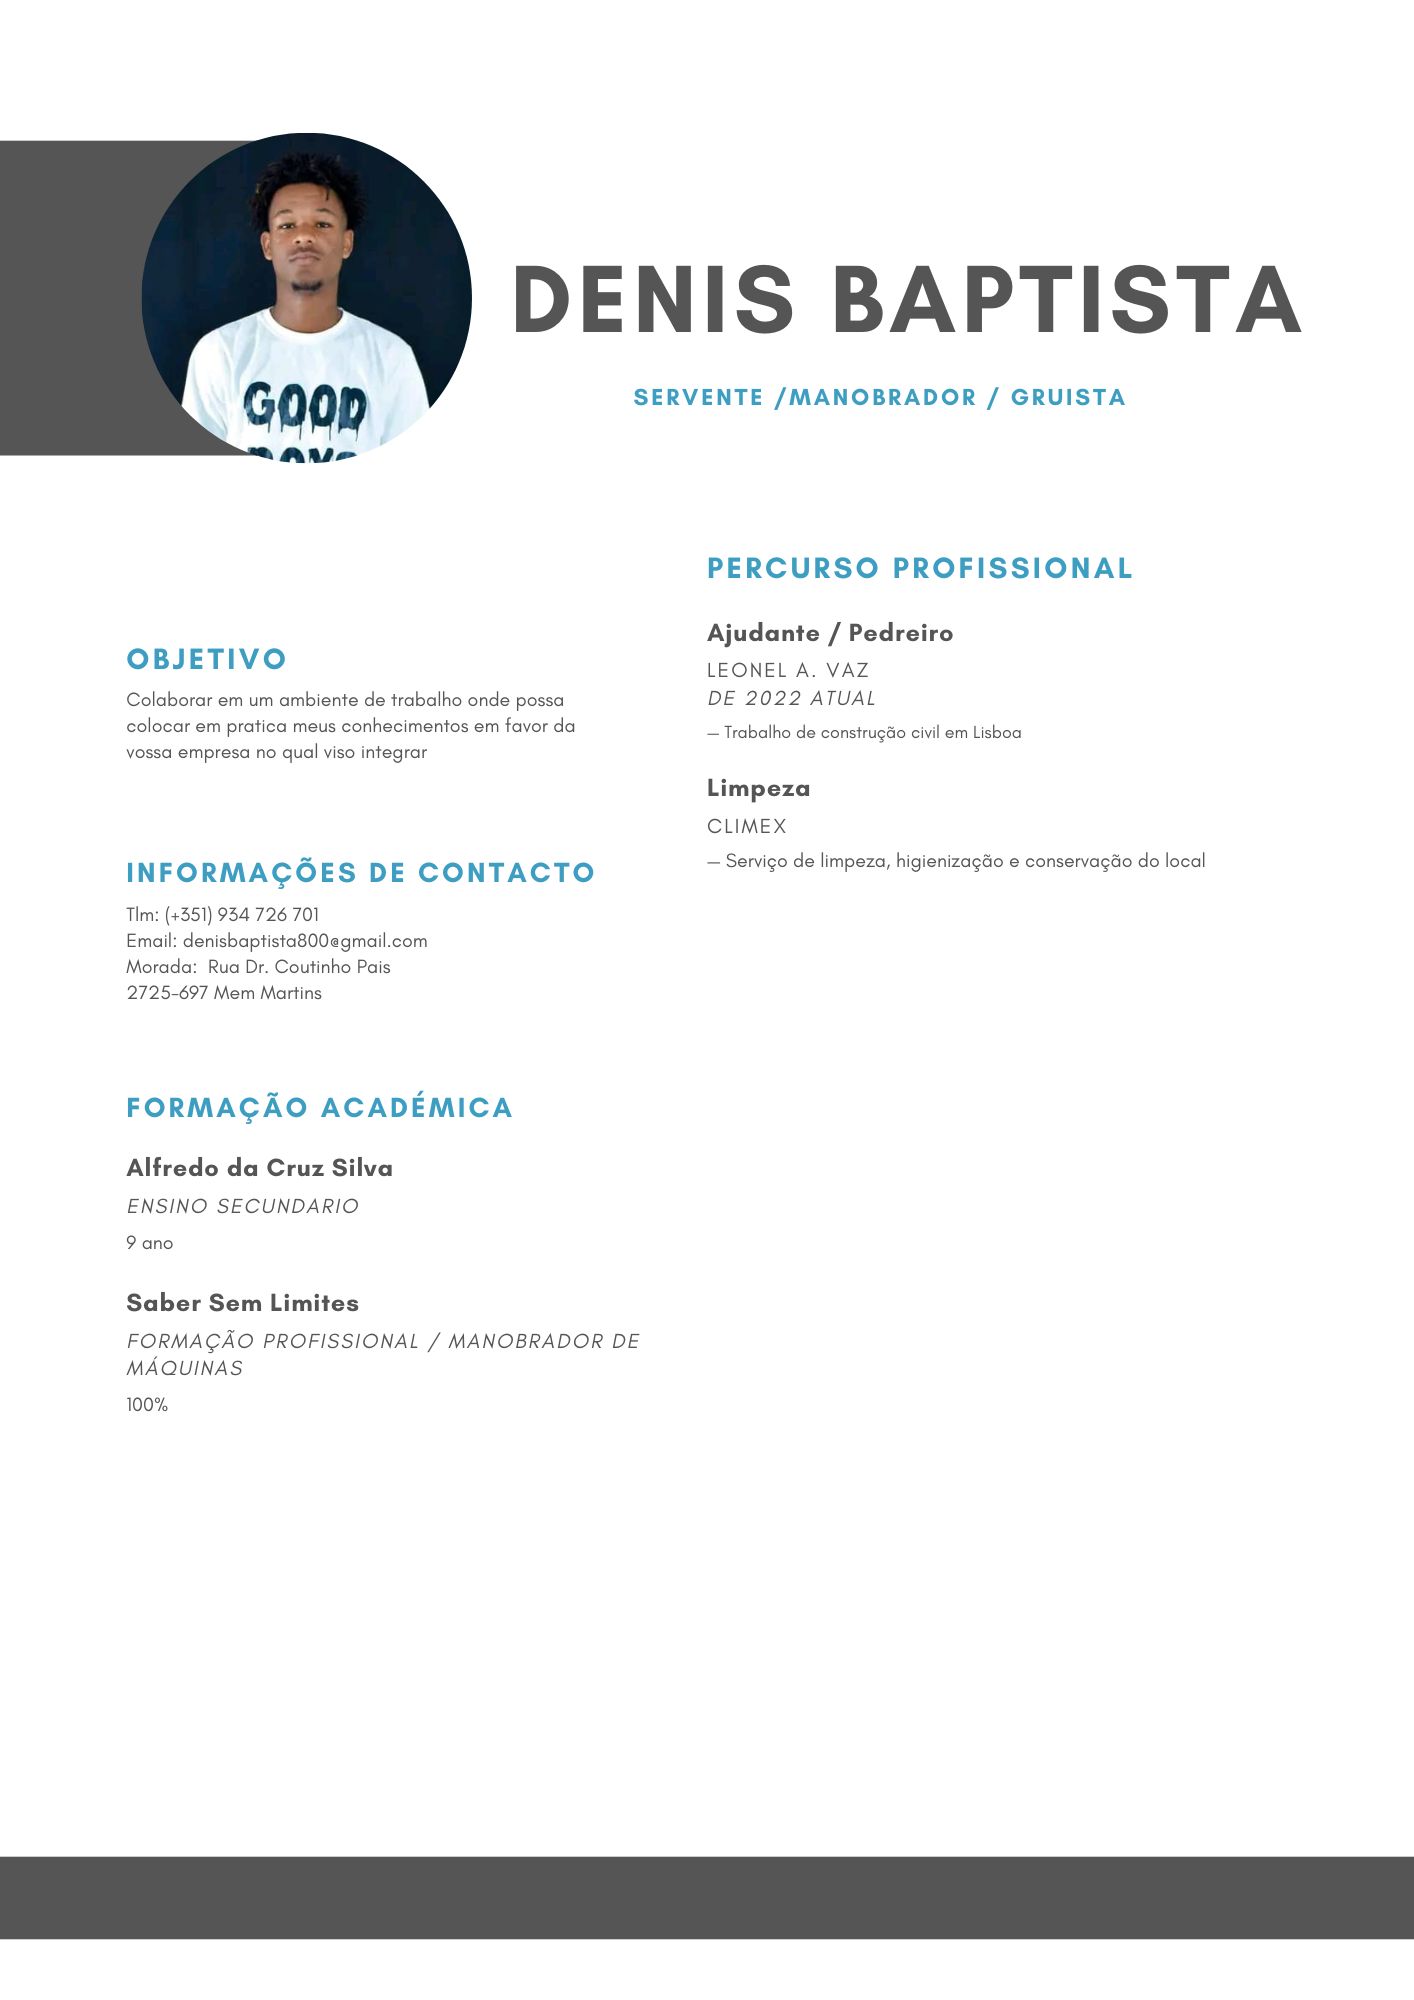 GOOD
DENIS BAPTISTA
SERVENTE /MANOBRADOR / GRUISTA
OBJETIVO
Colaborar em um ambiente de trabalho onde possa
colocar em pratica meus conhecimentos em favor da
vossa empresa no qual viso integrar
INFORMAÇÕES DE CONTACTO
Tlm: (+351) 934 726 701
Email: denisbaptista800@gmail.com
Morada:  Rua Dr. Coutinho Pais
2725-697 Mem Martins
FORMAÇÃO ACADÉMICA
Alfredo da Cruz Silva
ENSINO SECUNDARIO
9 ano
Saber Sem Limites
FORMAÇÃO PROFISSIONAL / MANOBRADOR DE
MÁQUINAS
100%
PERCURSO PROFISSIONAL
Ajudante / Pedreiro
LEONEL A. VAZ
DE 2022 ATUAL
— Trabalho de construção civil em Lisboa
Limpeza
CLIMEX
— Serviço de limpeza, higienização e conservação do local